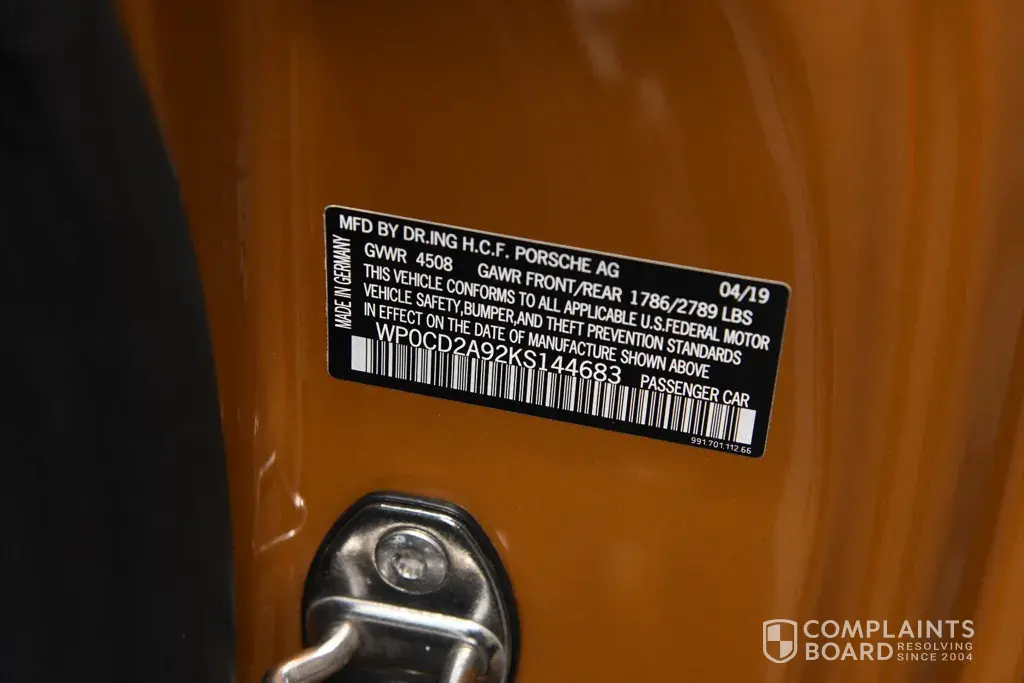 MFD BY DR.ING H.C.F. PORSCHE AG 04/19
GVWR 4508 GAWR FRONT/REAR 1786/2789 LBS
THIS VEHICLE CONFORMS TO ALL APPLICABLE U.S.FEDERAL MOTOR
VEHICLE SAFETY,BUMPER,AND THEFT PREVENTION STANDARDS
IN EFFECT ON THE DATE OF MANUFACTURE SHOWN ABOVE
WP0CD2A92KS144683 PASSENGER CAR
991.701.112.66
MADE IN GERMANY
COMPLAINTS
BOARD RESOLVING
SINCE 2004